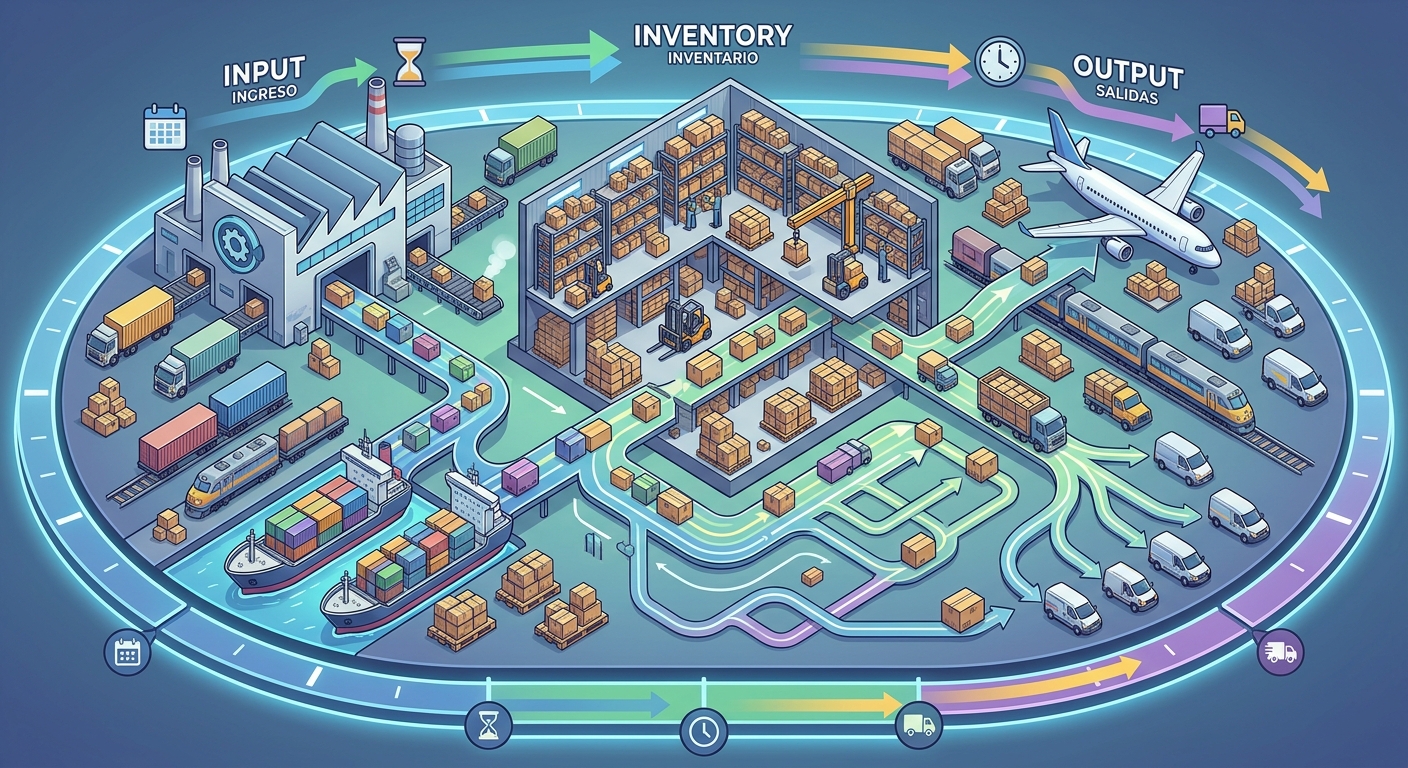 INPUT
INGRESO
INVENTORY
INVENTARIO
OUTPUT
SALIDAS